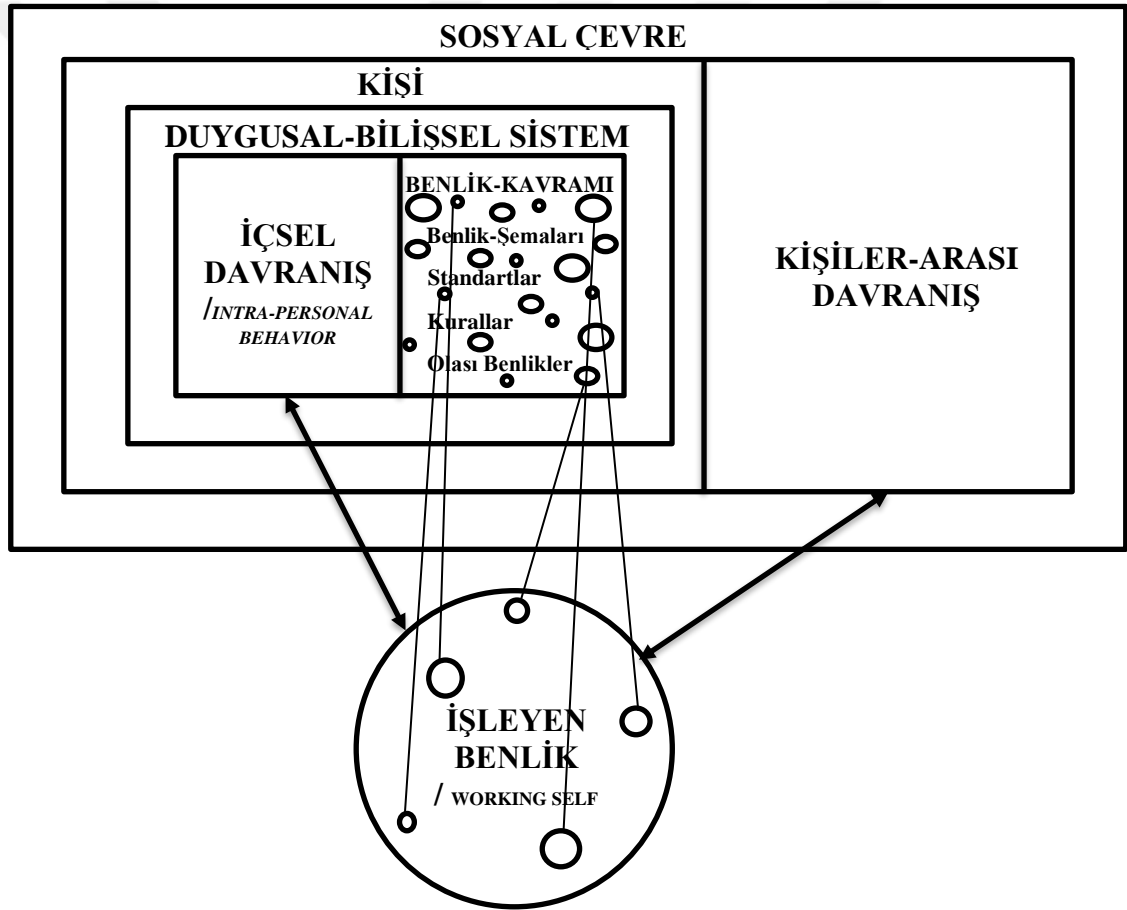 SOSYAL ÇEVRE
KİŞİ
DUYGUSAL-BİLİŞSEL SİSTEM
İÇSEL
DAVRANIŞ
/INTRA-PERSONAL
BEHAVIOR
BENLİK-KAVRAMI
Benlik-Şemaları
Standartlar
Kurallar
Olası Benlikler
KİŞİLER-ARASI
DAVRANIŞ
İŞLEYEN
BENLİK
/ WORKING SELF